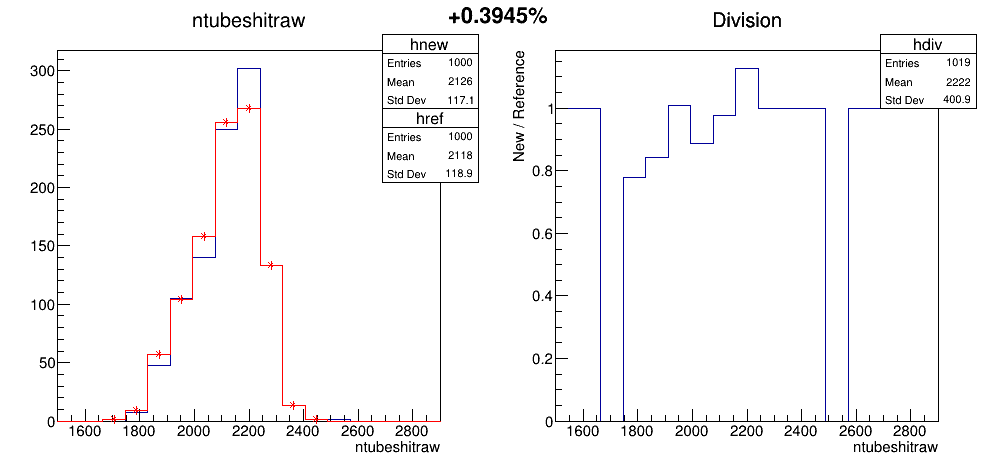 +0.3945%
ntubeshitraw
hnew
Entries 1000
Mean 2126
Std Dev 117.1
href
Entries 1000
Mean 2118
Std Dev 118.9
300
250
200
150
100
50
0
1600 1800 2000 2200 2400 2600 2800
ntubeshitraw
Division
hdiv
Entries 1019
Mean 2222
Std Dev 400.9
New / Reference
1
0.8
0.6
0.4
0.2
0
1600 1800 2000 2200 2400 2600 2800
ntubeshitraw